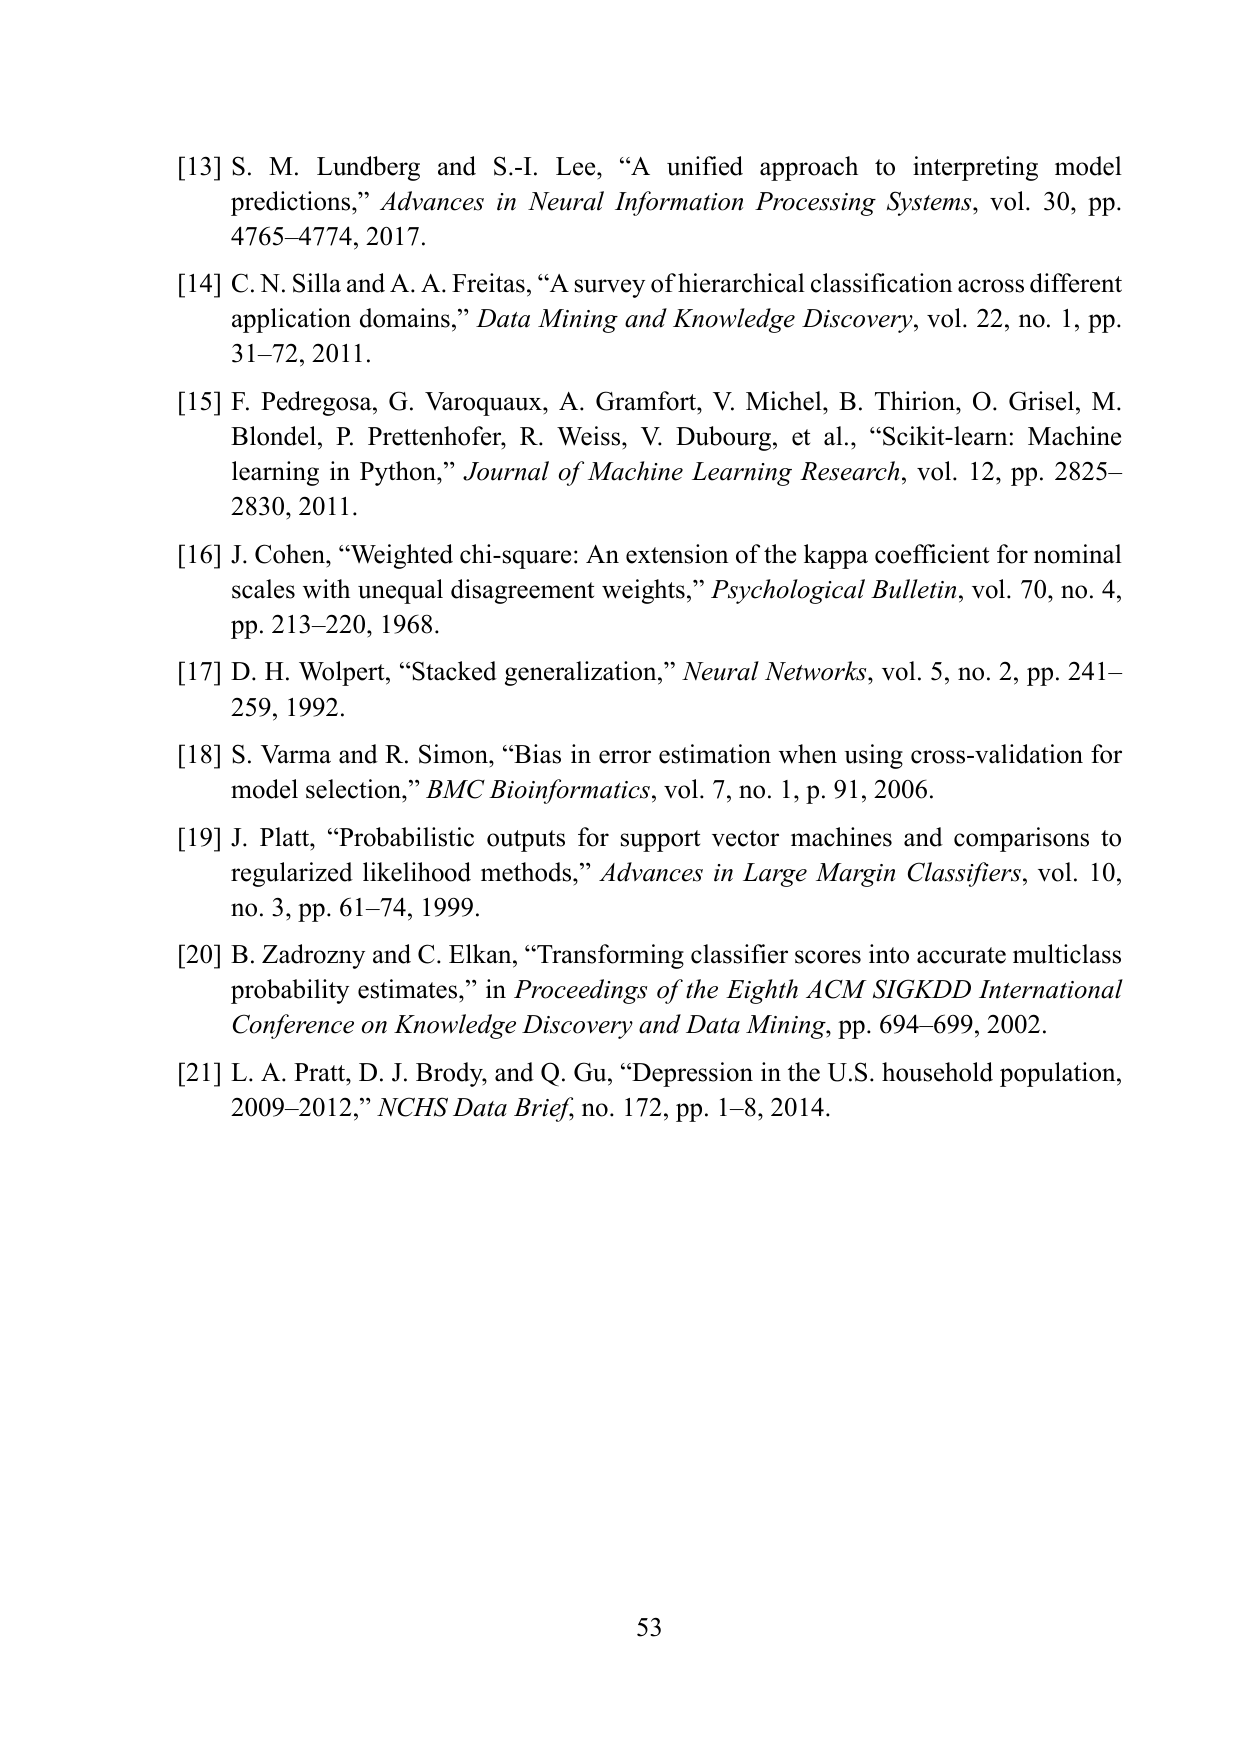 [13] S. M. Lundberg and S.-I. Lee, “A unified approach to interpreting model
predictions,” Advances in Neural Information Processing Systems, vol. 30, pp.
4765–4774, 2017.
[14] C. N. Silla and A. A. Freitas, “A survey of hierarchical classification across different
application domains,” Data Mining and Knowledge Discovery, vol. 22, no. 1, pp.
31–72, 2011.
[15] F. Pedregosa, G. Varoquaux, A. Gramfort, V. Michel, B. Thirion, O. Grisel, M.
Blondel, P. Prettenhofer, R. Weiss, V. Dubourg, et al., “Scikit-learn: Machine
learning in Python,” Journal of Machine Learning Research, vol. 12, pp. 2825–
2830, 2011.
[16] J. Cohen, “Weighted chi-square: An extension of the kappa coefficient for nominal
scales with unequal disagreement weights,” Psychological Bulletin, vol. 70, no. 4,
pp. 213–220, 1968.
[17] D. H. Wolpert, “Stacked generalization,” Neural Networks, vol. 5, no. 2, pp. 241–
259, 1992.
[18] S. Varma and R. Simon, “Bias in error estimation when using cross-validation for
model selection,” BMC Bioinformatics, vol. 7, no. 1, p. 91, 2006.
[19] J. Platt, “Probabilistic outputs for support vector machines and comparisons to
regularized likelihood methods,” Advances in Large Margin Classifiers, vol. 10,
no. 3, pp. 61–74, 1999.
[20] B. Zadrozny and C. Elkan, “Transforming classifier scores into accurate multiclass
probability estimates,” in Proceedings of the Eighth ACM SIGKDD International
Conference on Knowledge Discovery and Data Mining, pp. 694–699, 2002.
[21] L. A. Pratt, D. J. Brody, and Q. Gu, “Depression in the U.S. household population,
2009–2012,” NCHS Data Brief, no. 172, pp. 1–8, 2014.
53